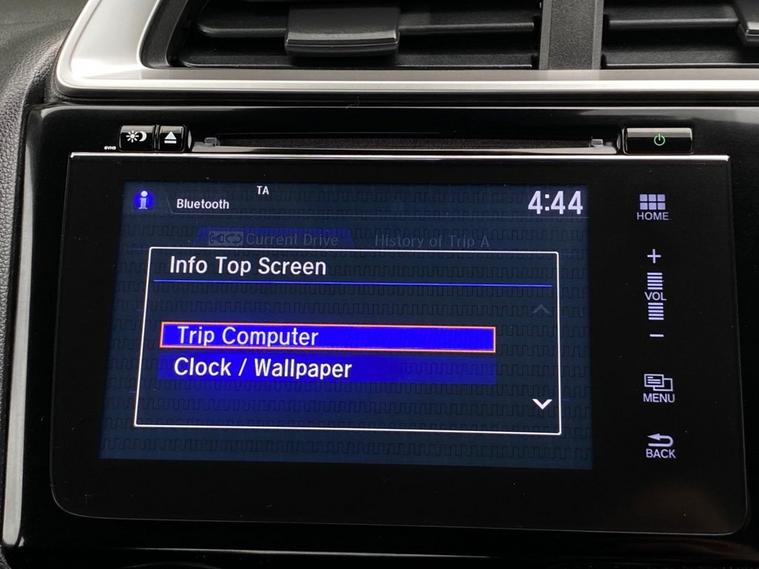 Bluetooth
TA
4:44
Current Drive
History of Trip A
Info Top Screen
Trip Computer
Clock / Wallpaper
HOME
+
VOL
−
MENU
BACK